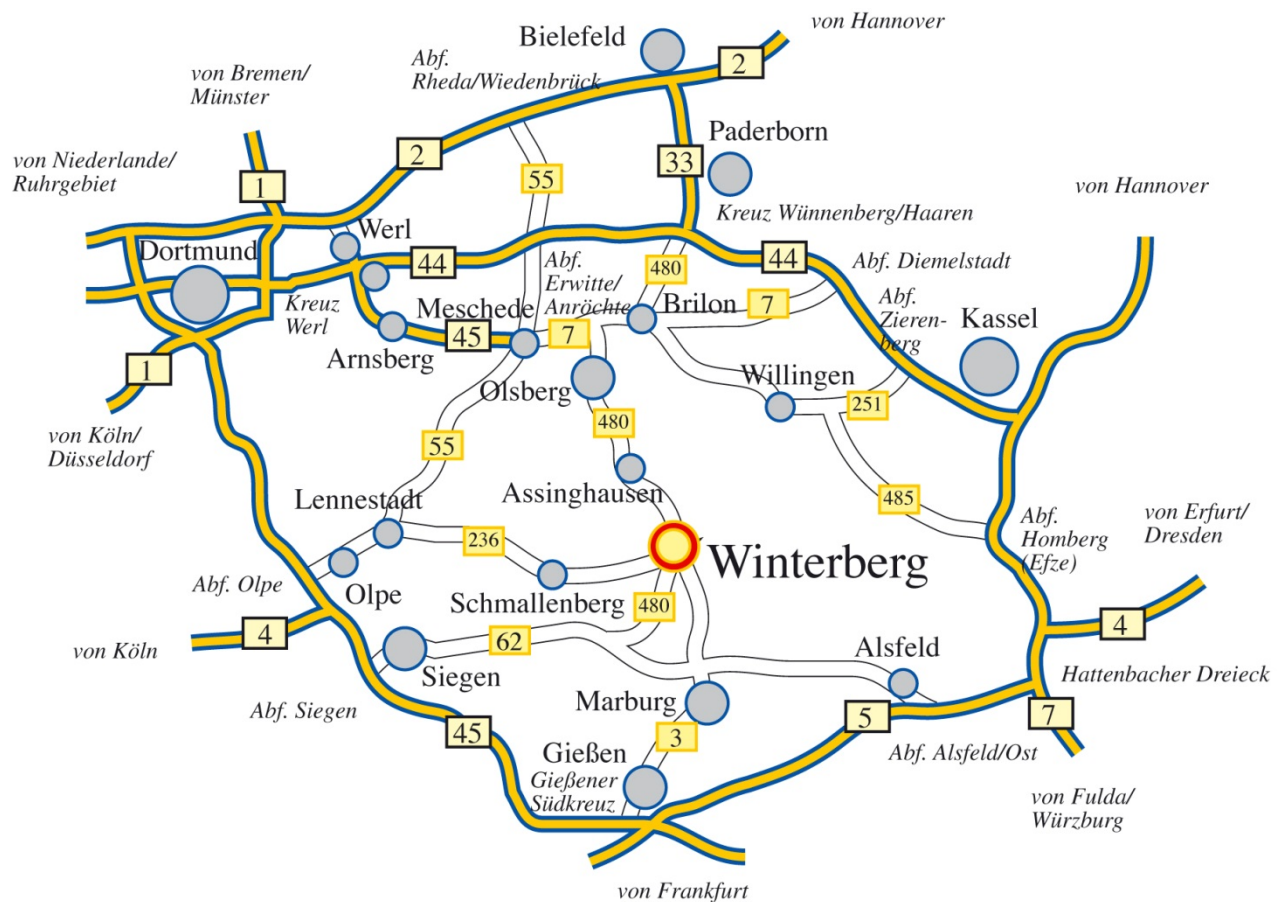 von Hannover
Bielefeld
2
Abf.
Rheda/Wiedenbrück
von Bremen/
Münster
Paderborn
33
2
von Niederlande/
Ruhrgebiet
1
55
von Hannover
Kreuz Wünnenberg/Haaren
Werl
Dortmund
44
480
44
Abf. Diemelstadt
Abf.
Erwitte/
Anröchte
Abf.
Zieren-
berg
Kreuz
Werl
Meschede
Brilon
7
Kassel
45
7
Arnsberg
1
Olsberg
Willingen
251
480
von Köln/
Düsseldorf
55
Assinghausen
485
Lennestadt
236
Abf.
Homberg
(Efze)
von Erfurt/
Dresden
Winterberg
Abf. Olpe
Olpe
Schmallenberg
480
4
62
4
von Köln
Siegen
Alsfeld
Hattenbacher Dreieck
Abf. Siegen
Marburg
5
7
45
3
Gießen
Gießener
Südkreuz
Abf. Alsfeld/Ost
von Fulda/
Würzburg
von Frankfurt